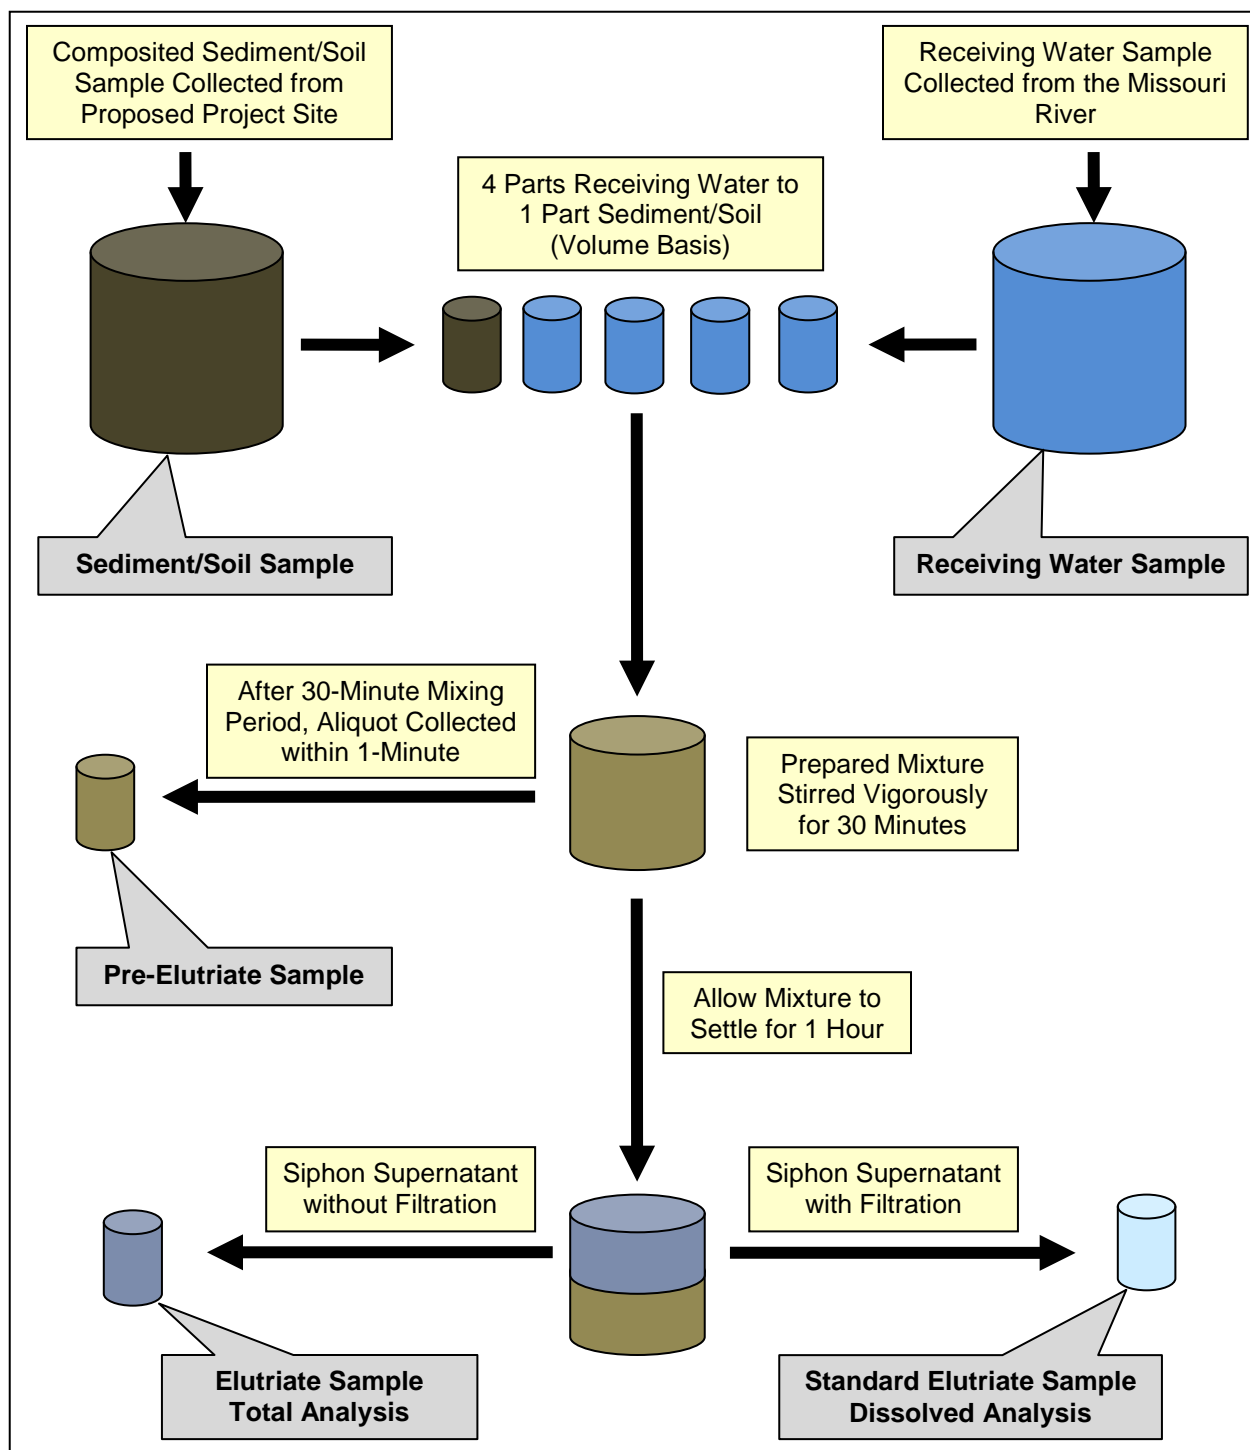 Composited Sediment/Soil
Sample Collected from
Proposed Project Site
Receiving Water Sample
Collected from the Missouri
River
4 Parts Receiving Water to
1 Part Sediment/Soil
(Volume Basis)
Sediment/Soil Sample
Receiving Water Sample
After 30-Minute Mixing
Period, Aliquot Collected
within 1-Minute
Prepared Mixture
Stirred Vigorously
for 30 Minutes
Pre-Elutriate Sample
Allow Mixture to
Settle for 1 Hour
Siphon Supernatant
without Filtration
Siphon Supernatant
with Filtration
Elutriate Sample
Total Analysis
Standard Elutriate Sample
Dissolved Analysis